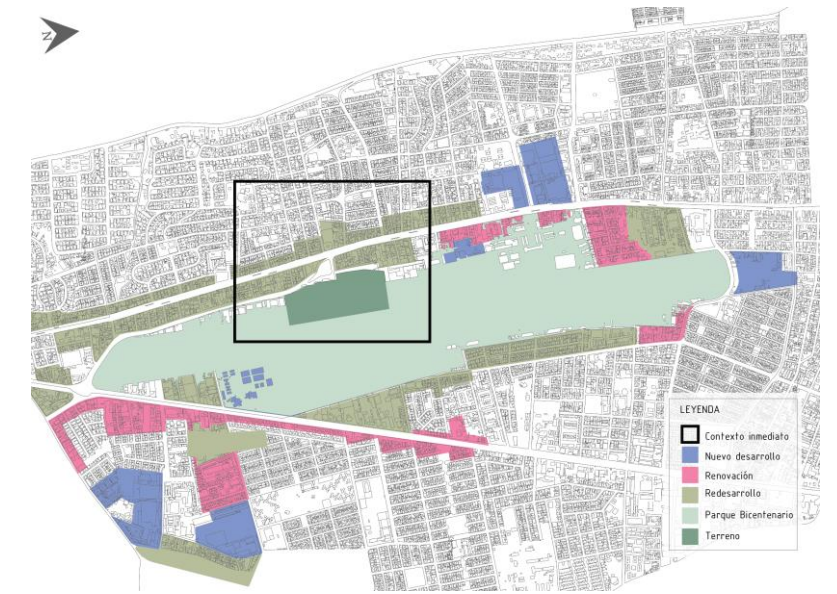 N
LEYENDA
Contexto inmediato
Nuevo desarrollo
Renovación
Redesarrollo
Parque Bicentenario
Terreno